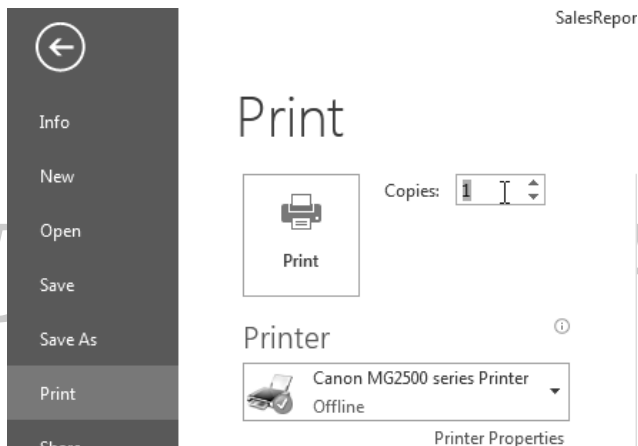 SalesRepor
Print
Info
New
Open
Save
Save As
Print
Share
Copies: 1
Print
Printer
Canon MG2500 series Printer
Offline
Printer Properties